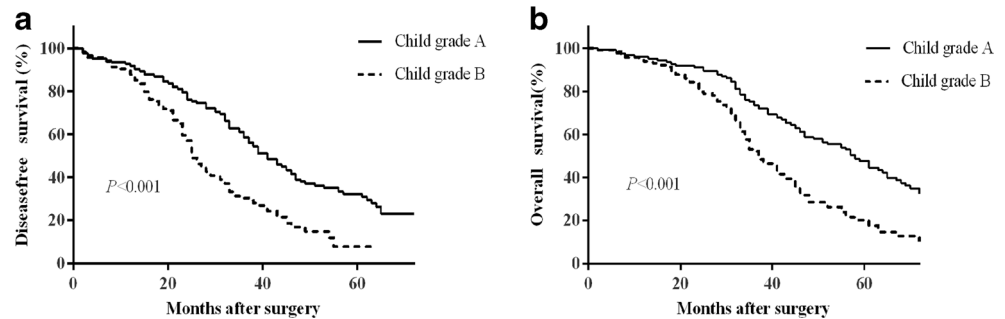 a
100
80
60
40
20
0
0 20 40 60
Diseasefree survival (%)
Months after surgery
Child grade A
Child grade B
P<0.001
b
100
80
60
40
20
0
0 20 40 60
Overall survival(%)
Months after surgery
Child grade A
Child grade B
P<0.001